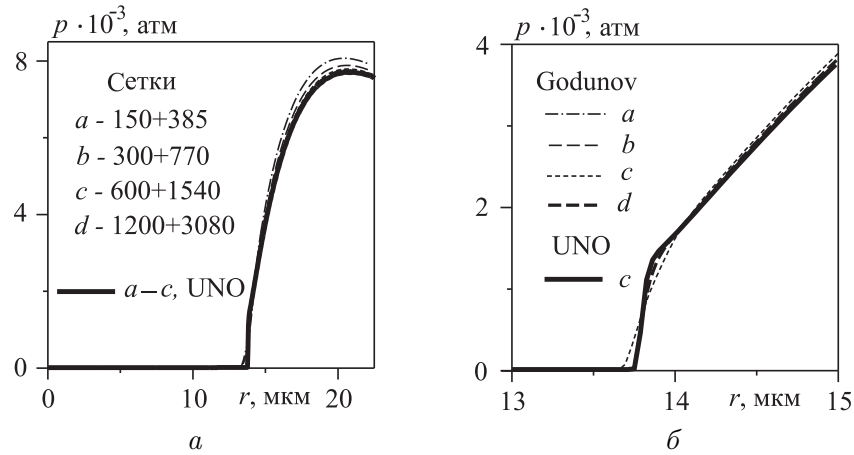 p · 10⁻³, атм
8
4
0
0
10
r, мкм
20
Сетки
a - 150+385
b - 300+770
c - 600+1540
d - 1200+3080
a–c, UNO
а
p · 10⁻³, атм
4
2
0
13
14
r, мкм
15
Godunov
a
b
c
d
UNO
c
б